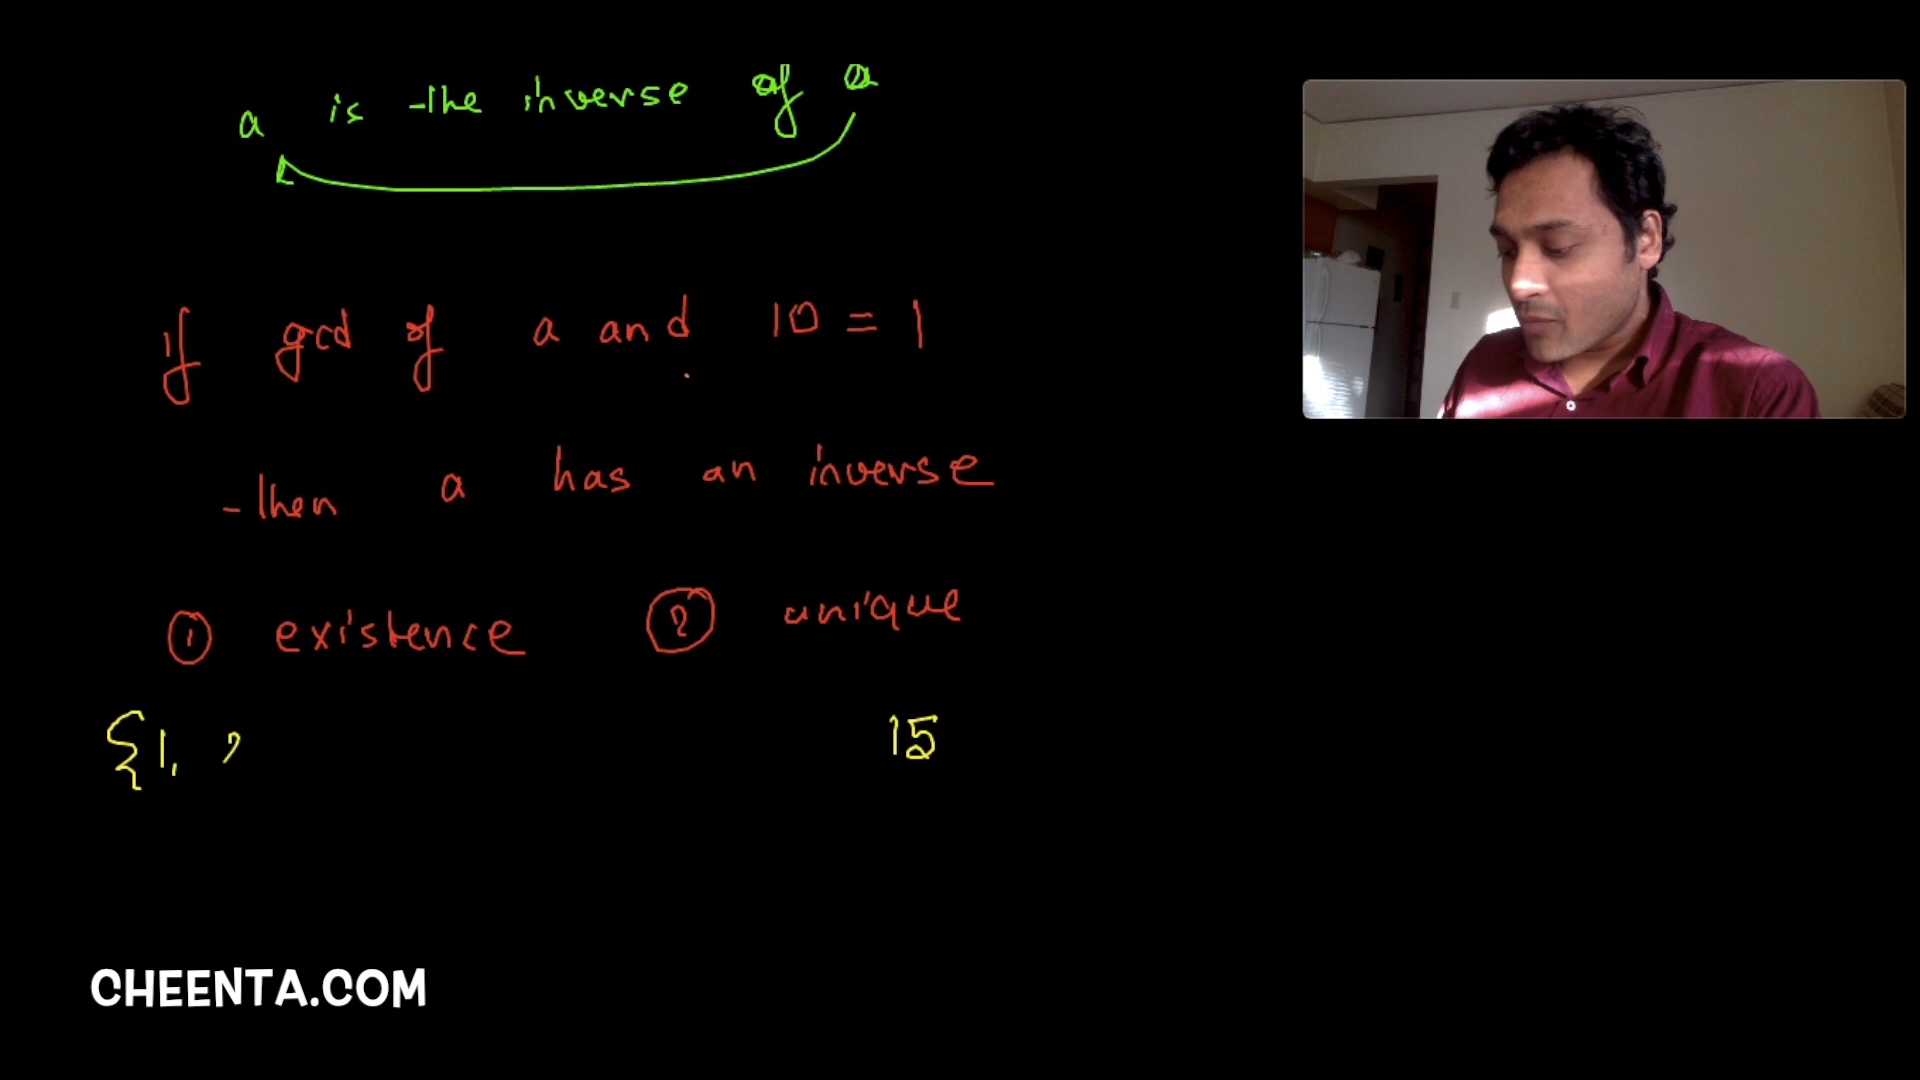 a is the inverse of a
if gcd of a and 10 = 1
then a has an inverse
① existence ② unique
{1, 2 15
CHEENTA.COM